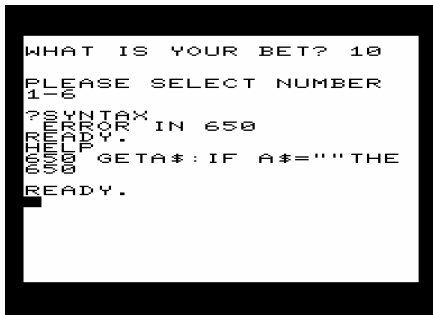 WHAT IS YOUR BET? 10
PLEASE SELECT NUMBER
1-6
?SYNTAX
ERROR IN 650
READY.
HELP
650 GETA$:IF A$=""THE
650
READY.